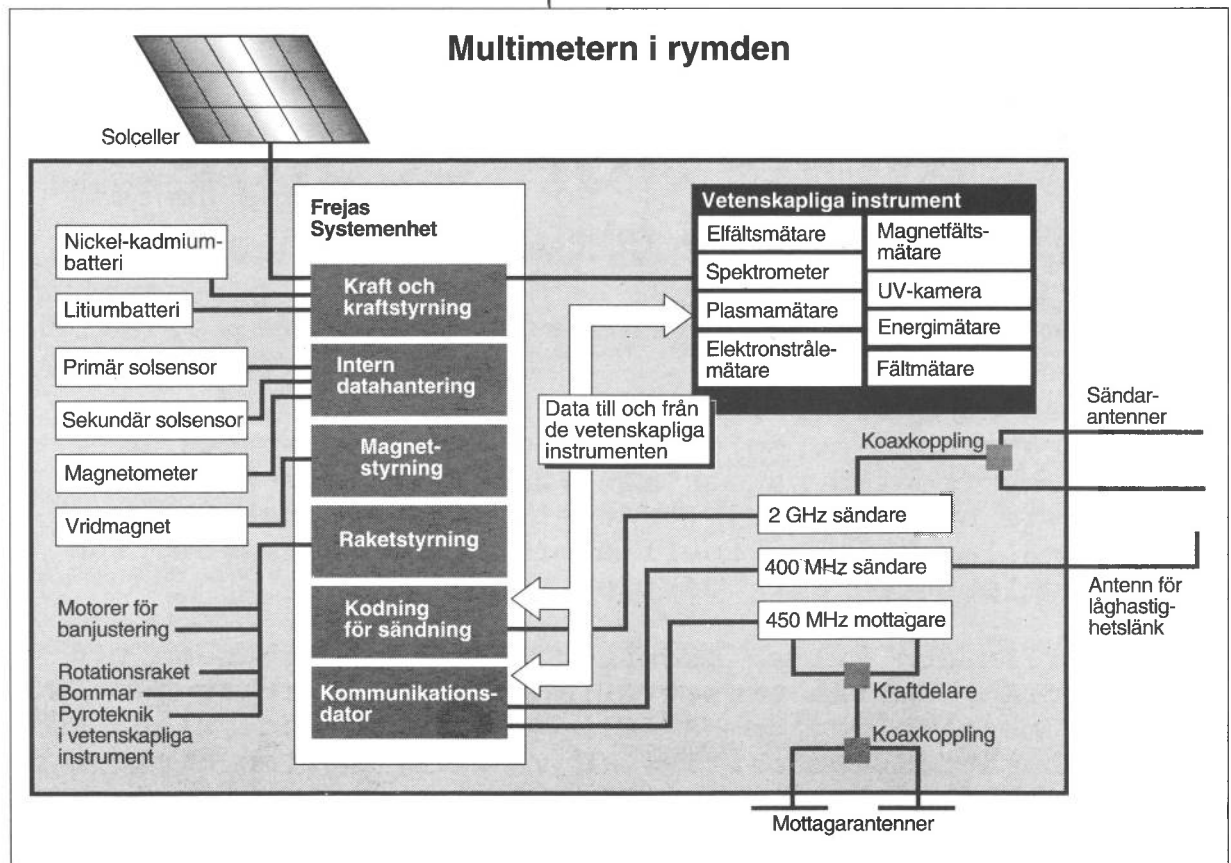 Multimetern i rymden
Solceller
Frejas
Systemenhet
Nickel-kadmium-
batteri
Litiumbatteri
Primär solsensor
Sekundär solsensor
Magnetometer
Vridmagnet
Motorer för
banjustering
Rotationsraket
Bommar
Pyroteknik
i vetenskapliga
instrument
Kraft och
kraftstyrning
Intern
datahantering
Magnet-
styrning
Raketstyrning
Kodning
för sändning
Kommunikations-
dator
Vetenskapliga instrument
Elfältsmätare
Spektrometer
Plasmamätare
Elektronstråle-
mätare
Magnetfälts-
mätare
UV-kamera
Energimätare
Fältmätare
Data till och från
de vetenskapliga
instrumenten
Sändar-
antenner
Koaxkoppling
2 GHz sändare
400 MHz sändare
450 MHz mottagare
Antenn för
låghastig-
hetslänk
Kraftdelare
Koaxkoppling
Mottagarantenner